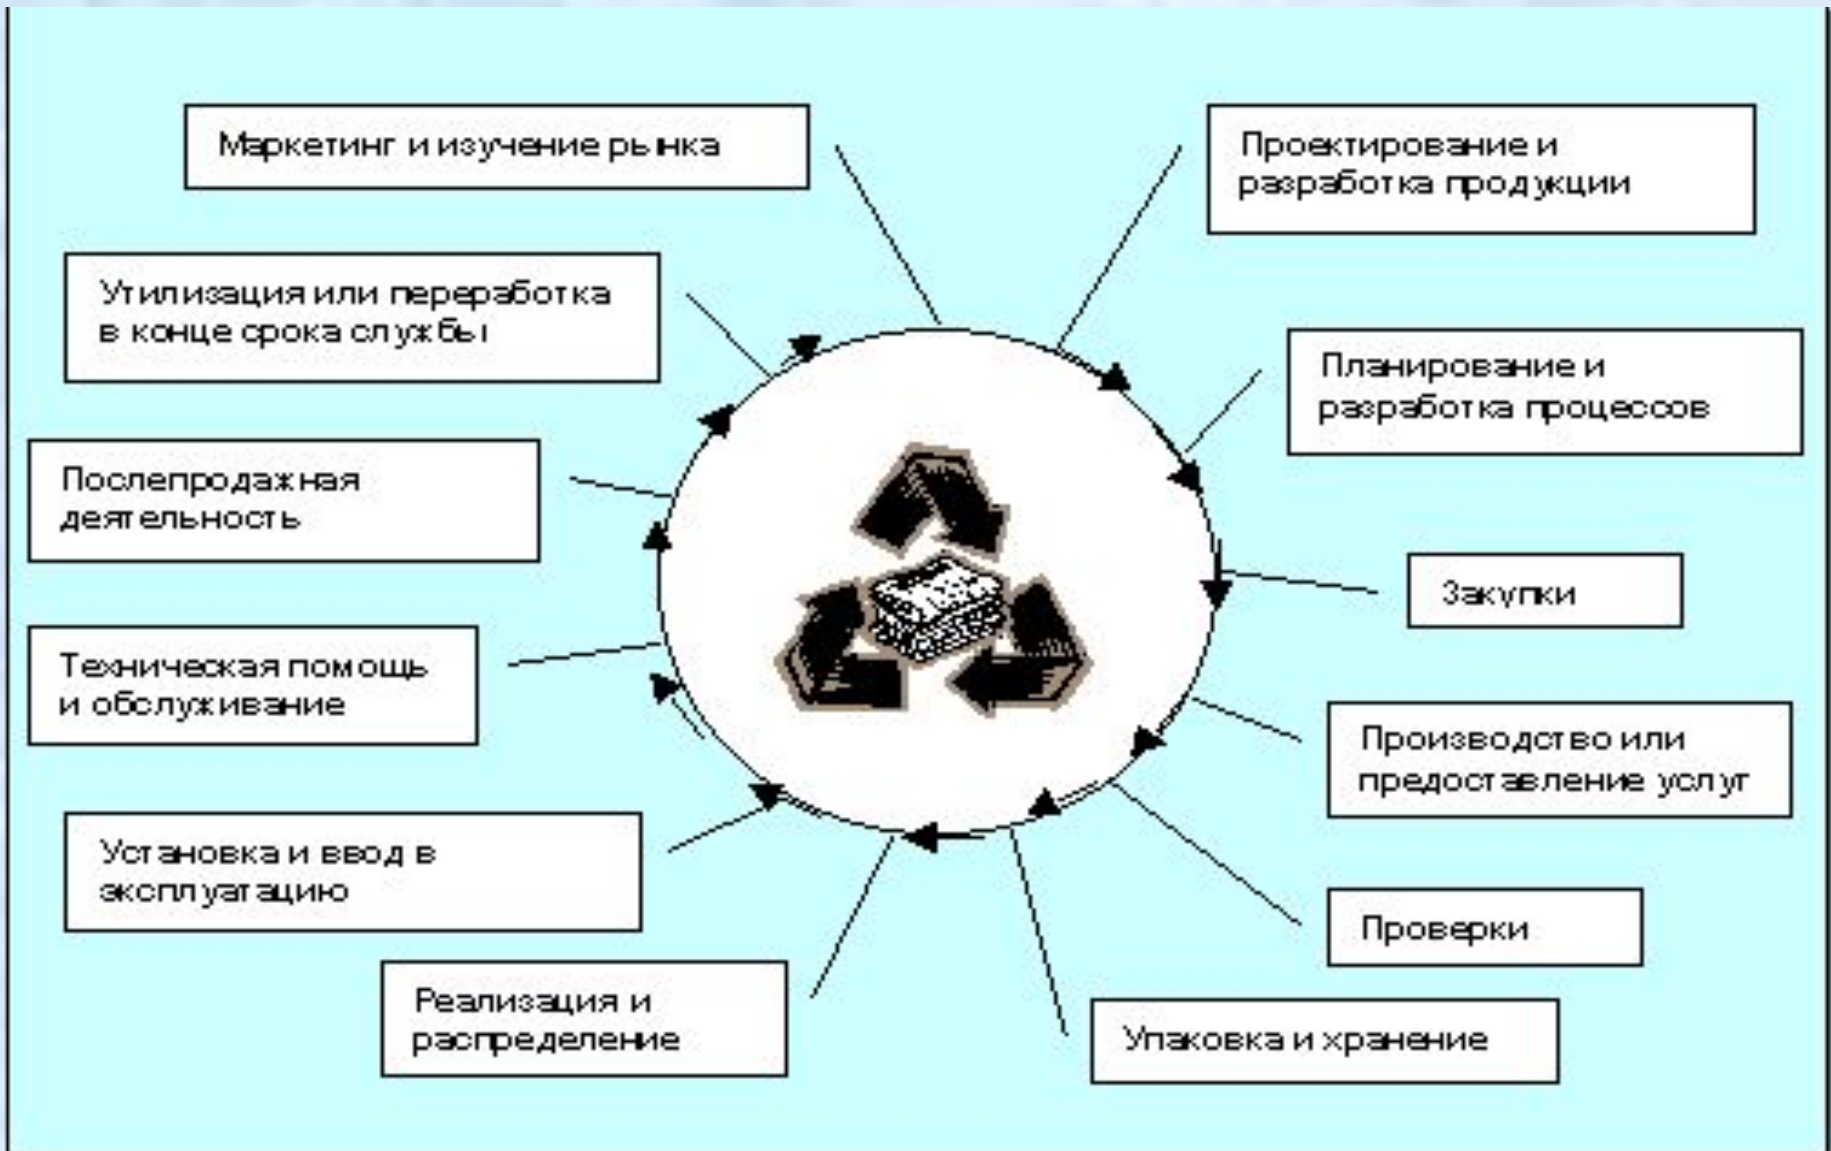 Маркетинг и изучение рынка
Проектирование и
разработка продукции
Утилизация или переработка
в конце срока службы
Планирование и
разработка процессов
Послепродажная
деятельность
Закупки
Техническая помощь
и обслуживание
Производство или
предоставление услуг
Установка и ввод в
эксплуатацию
Проверки
Реализация и
распределение
Упаковка и хранение